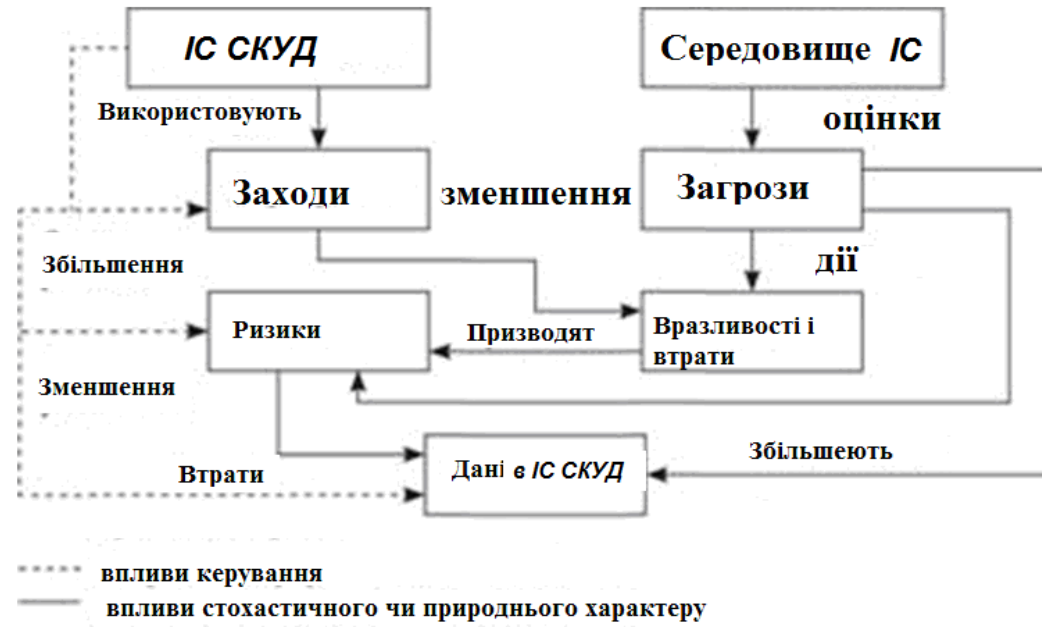 ІС СКУД
Середовище ІС
Використовують
оцінки
Заходи
зменшення
Загрози
Збільшення
дії
Ризики
Призводят
Вразливості і
втрати
Зменшення
Втрати
Дані в ІС СКУД
Збільшеють
впливи керування
впливи стохастичного чи природнього характеру